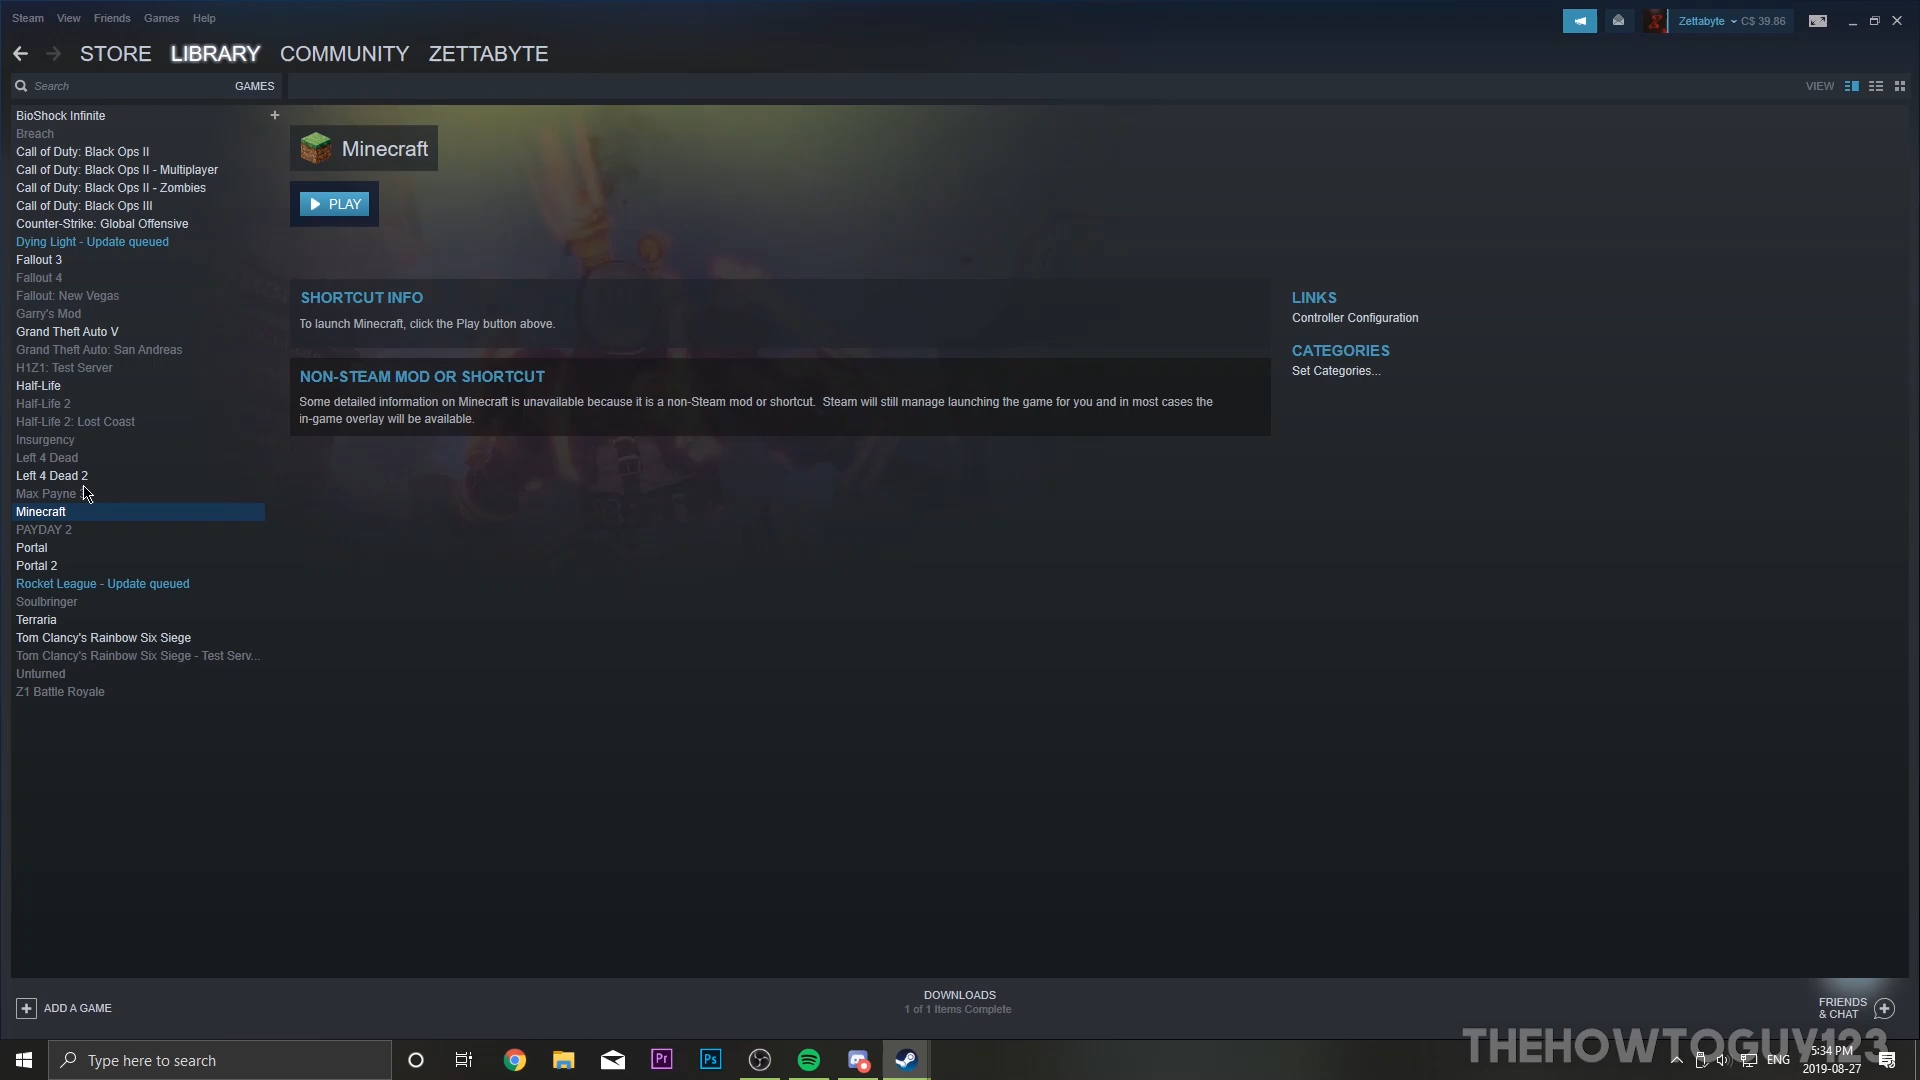 Steam View Friends Games Help
Zettabyte C$ 39.86
STORE LIBRARY COMMUNITY ZETTABYTE
Search GAMES
VIEW
BioShock Infinite
Breach
Call of Duty: Black Ops II
Call of Duty: Black Ops II - Multiplayer
Call of Duty: Black Ops II - Zombies
Call of Duty: Black Ops III
Counter-Strike: Global Offensive
Dying Light - Update queued
Fallout 3
Fallout 4
Fallout: New Vegas
Garry's Mod
Grand Theft Auto V
Grand Theft Auto: San Andreas
H1Z1: Test Server
Half-Life
Half-Life 2
Half-Life 2: Lost Coast
Insurgency
Left 4 Dead
Left 4 Dead 2
Max Payne
Minecraft
PAYDAY 2
Portal
Portal 2
Rocket League - Update queued
Soulbringer
Terraria
Tom Clancy's Rainbow Six Siege
Tom Clancy's Rainbow Six Siege - Test Serv...
Unturned
Z1 Battle Royale
Minecraft
PLAY
SHORTCUT INFO
To launch Minecraft, click the Play button above.
NON-STEAM MOD OR SHORTCUT
Some detailed information on Minecraft is unavailable because it is a non-Steam mod or shortcut. Steam will still manage launching the game for you and in most cases the
in-game overlay will be available.
LINKS
Controller Configuration
CATEGORIES
Set Categories...
ADD A GAME
DOWNLOADS
1 of 1 Items Complete
FRIENDS
& CHAT
THEHOWTOGUY123
Type here to search
Pr
Ps
ENG
5:34 PM
2019-08-27